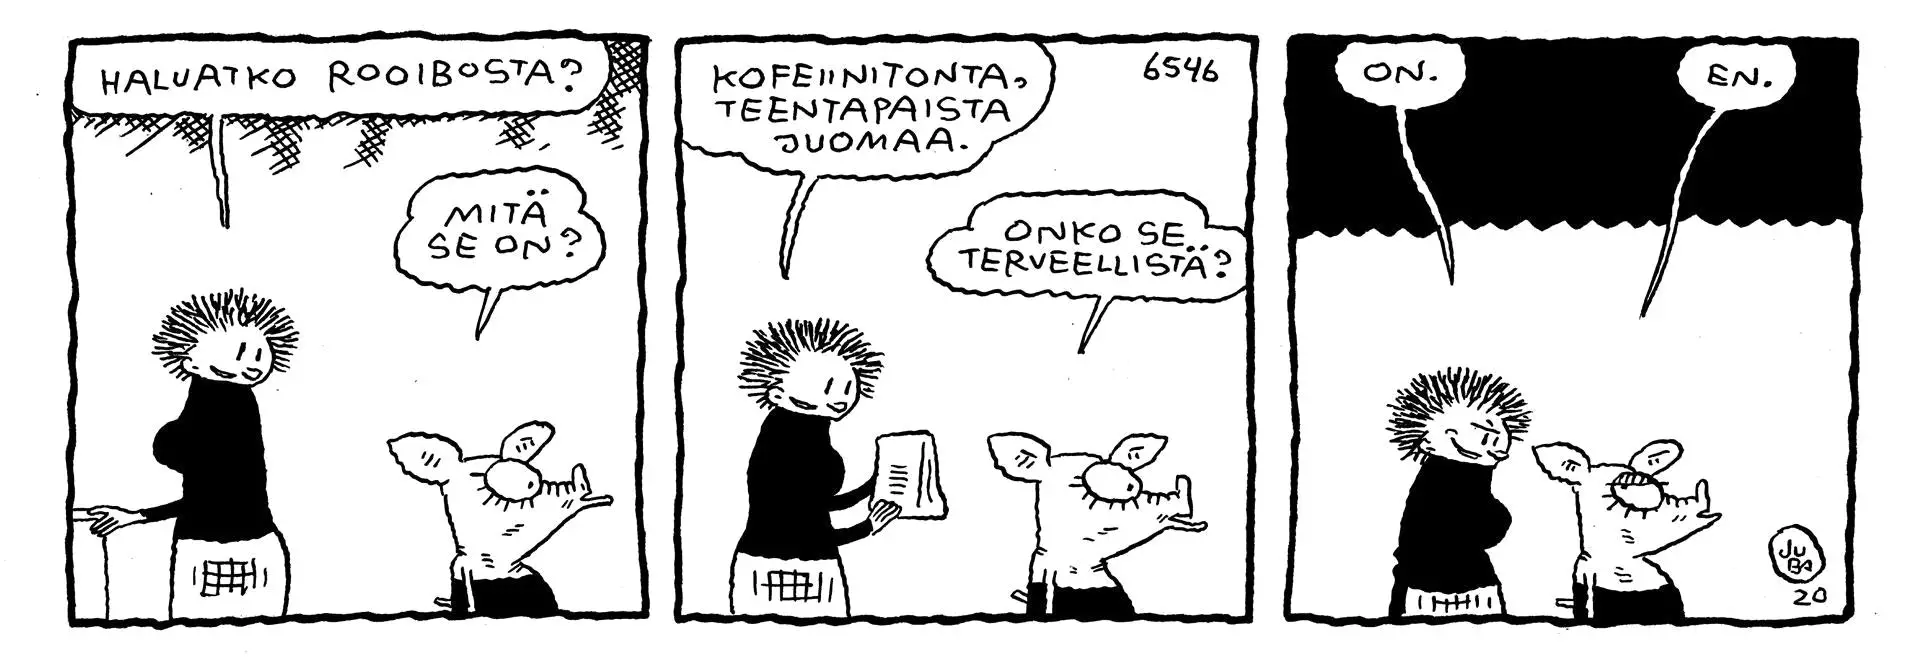 HALUATKO ROOIBOSTA?
MITÄ
SE ON?
KOFEIINITONTA,
TEENTAPAISTA
JUOMAA.
6546
ONKO SE
TERVEELLISTÄ?
ON.
EN.
JU
BA
20